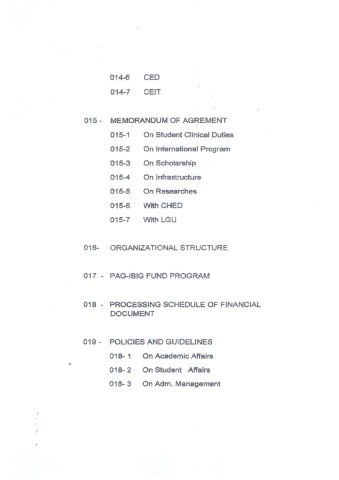 014-6 CED
014-7 CEIT
015 - MEMORANDUM OF AGREMENT
015-1 On Student Clinical Duties
015-2 On International Program
015-3 On Scholarship
015-4 On Infrastructure
015-5 On Researches
015-6 With CHED
015-7 With LGU
016- ORGANIZATIONAL STRUCTURE
017 - PAG-IBIG FUND PROGRAM
018 - PROCESSING SCHEDULE OF FINANCIAL
DOCUMENT
019 - POLICIES AND GUIDELINES
018- 1 On Academic Affairs
018- 2 On Student Affairs
018- 3 On Adm. Management